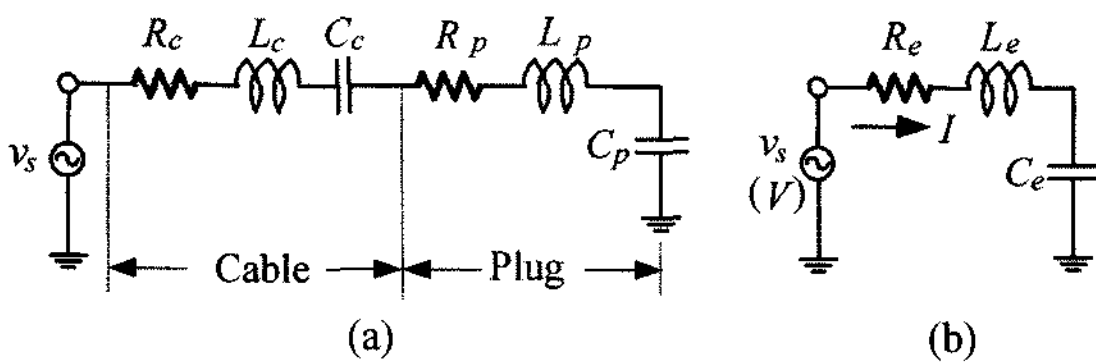 Rc Lc Cc Rp Lp
vs
Cp
Cable Plug
(a)
Re Le
I
vs
(V)
Ce
(b)